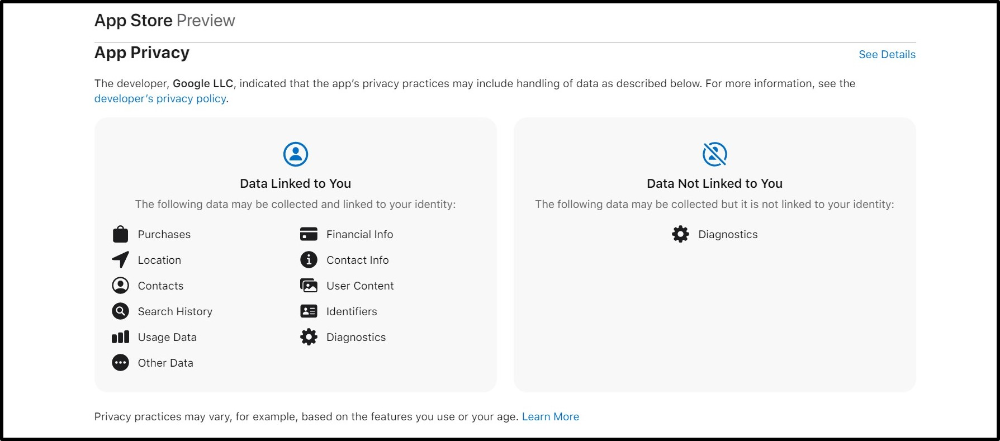 App Store Preview
App Privacy
See Details
The developer, Google LLC, indicated that the app’s privacy practices may include handling of data as described below. For more information, see the
developer’s privacy policy.
Data Linked to You
The following data may be collected and linked to your identity:
Purchases
Financial Info
Location
Contact Info
Contacts
User Content
Search History
Identifiers
Usage Data
Diagnostics
Other Data
Data Not Linked to You
The following data may be collected but it is not linked to your identity:
Diagnostics
Privacy practices may vary, for example, based on the features you use or your age. Learn More